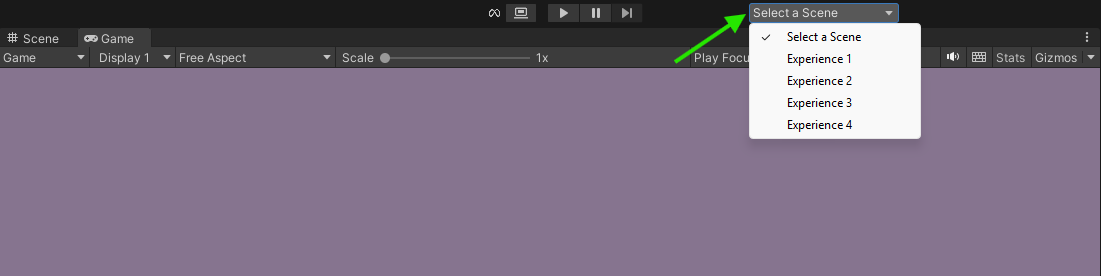 Select a Scene
Scene
Game
Select a Scene
Experience 1
Experience 2
Experience 3
Experience 4
Game
Display 1
Free Aspect
Scale
1x
Play Focu
Stats
Gizmos